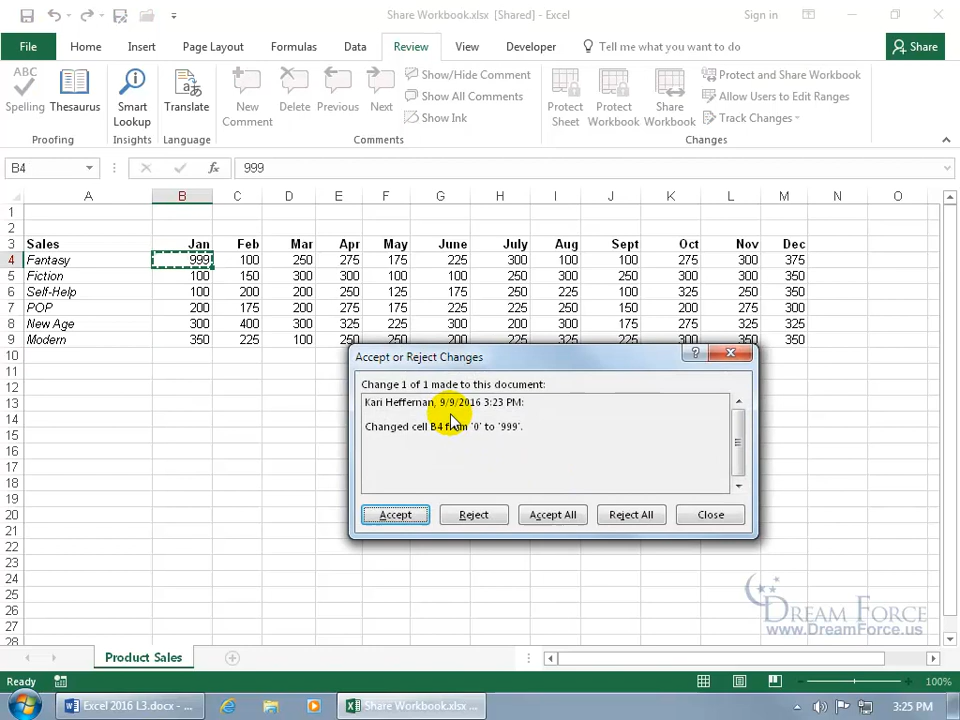 Share Workbook.xlsx [Shared] - Excel
Sign in
File Home Insert Page Layout Formulas Data Review View Developer Tell me what you want to do Share
ABC
Spelling Thesaurus Smart Lookup Translate New Comment Delete Previous Next Show/Hide Comment Show All Comments Show Ink Protect Sheet Protect Workbook Share Workbook Protect and Share Workbook Allow Users to Edit Ranges Track Changes
Proofing Insights Language Comments Changes
B4 fx 999
A B C D E F G H I J K L M N O
1
2
3 Sales Jan Feb Mar Apr May June July Aug Sept Oct Nov Dec
4 Fantasy 999 100 250 275 175 225 300 100 100 275 300 375
5 Fiction 100 150 300 300 100 100 250 300 250 300 250 350
6 Self-Help 100 200 200 250 125 175 250 225 100 325 250 350
7 POP 200 175 200 275 175 225 225 250 150 200 275 300
8 New Age 300 400 300 325 225 300 200 300 175 275 325 325
9 Modern 350 225 100 350 350
10
11
12
13
14
15
16
17
18
19
20
21
22
23
24
25
26
27
28
Accept or Reject Changes
?
Change 1 of 1 made to this document:
Kari Heffernan, 9/9/2016 3:23 PM:
Changed cell B4 from '0' to '999'.
Accept Reject Accept All Reject All Close
DREAM FORCE
www.DreamForce.us
Product Sales
Ready 100%
Excel 2016 L3.docx - ... Share Workbook.xlsx ... 3:25 PM